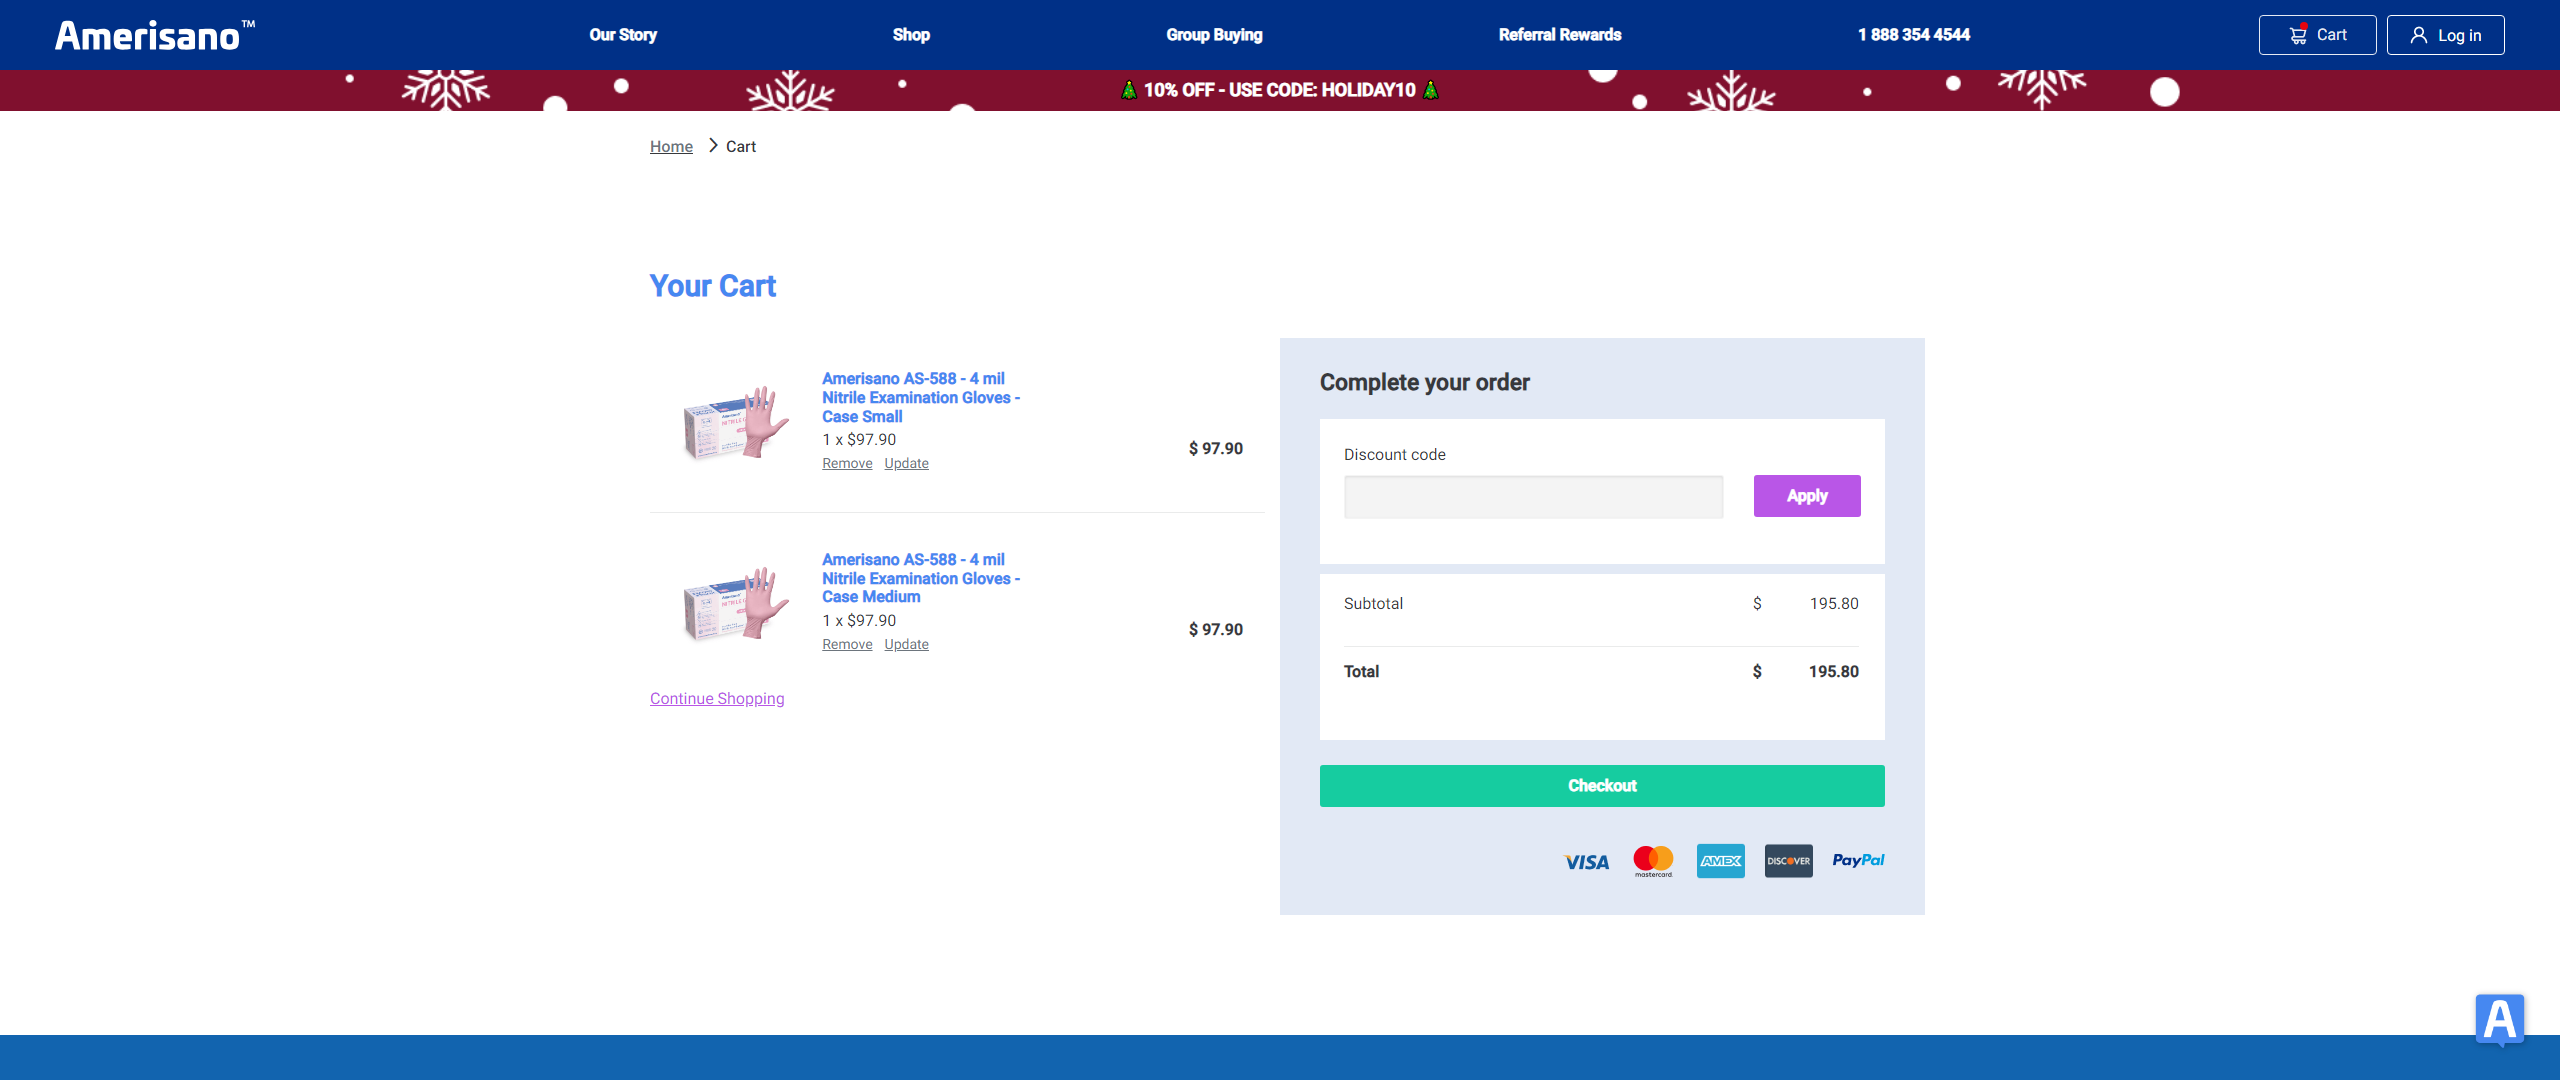 Amerisano™
Our Story
Shop
Group Buying
Referral Rewards
1 888 354 4544
Cart
Log in
10% OFF - USE CODE: HOLIDAY10
Home > Cart
Your Cart
Amerisano AS-588 - 4 mil
Nitrile Examination Gloves -
Case Small
1 x $97.90
Remove Update
$ 97.90
Amerisano AS-588 - 4 mil
Nitrile Examination Gloves -
Case Medium
1 x $97.90
Remove Update
$ 97.90
Continue Shopping
Complete your order
Discount code
Apply
Subtotal $ 195.80
Total $ 195.80
Checkout
VISA
mastercard
AMEX
DISCOVER
PayPal
A